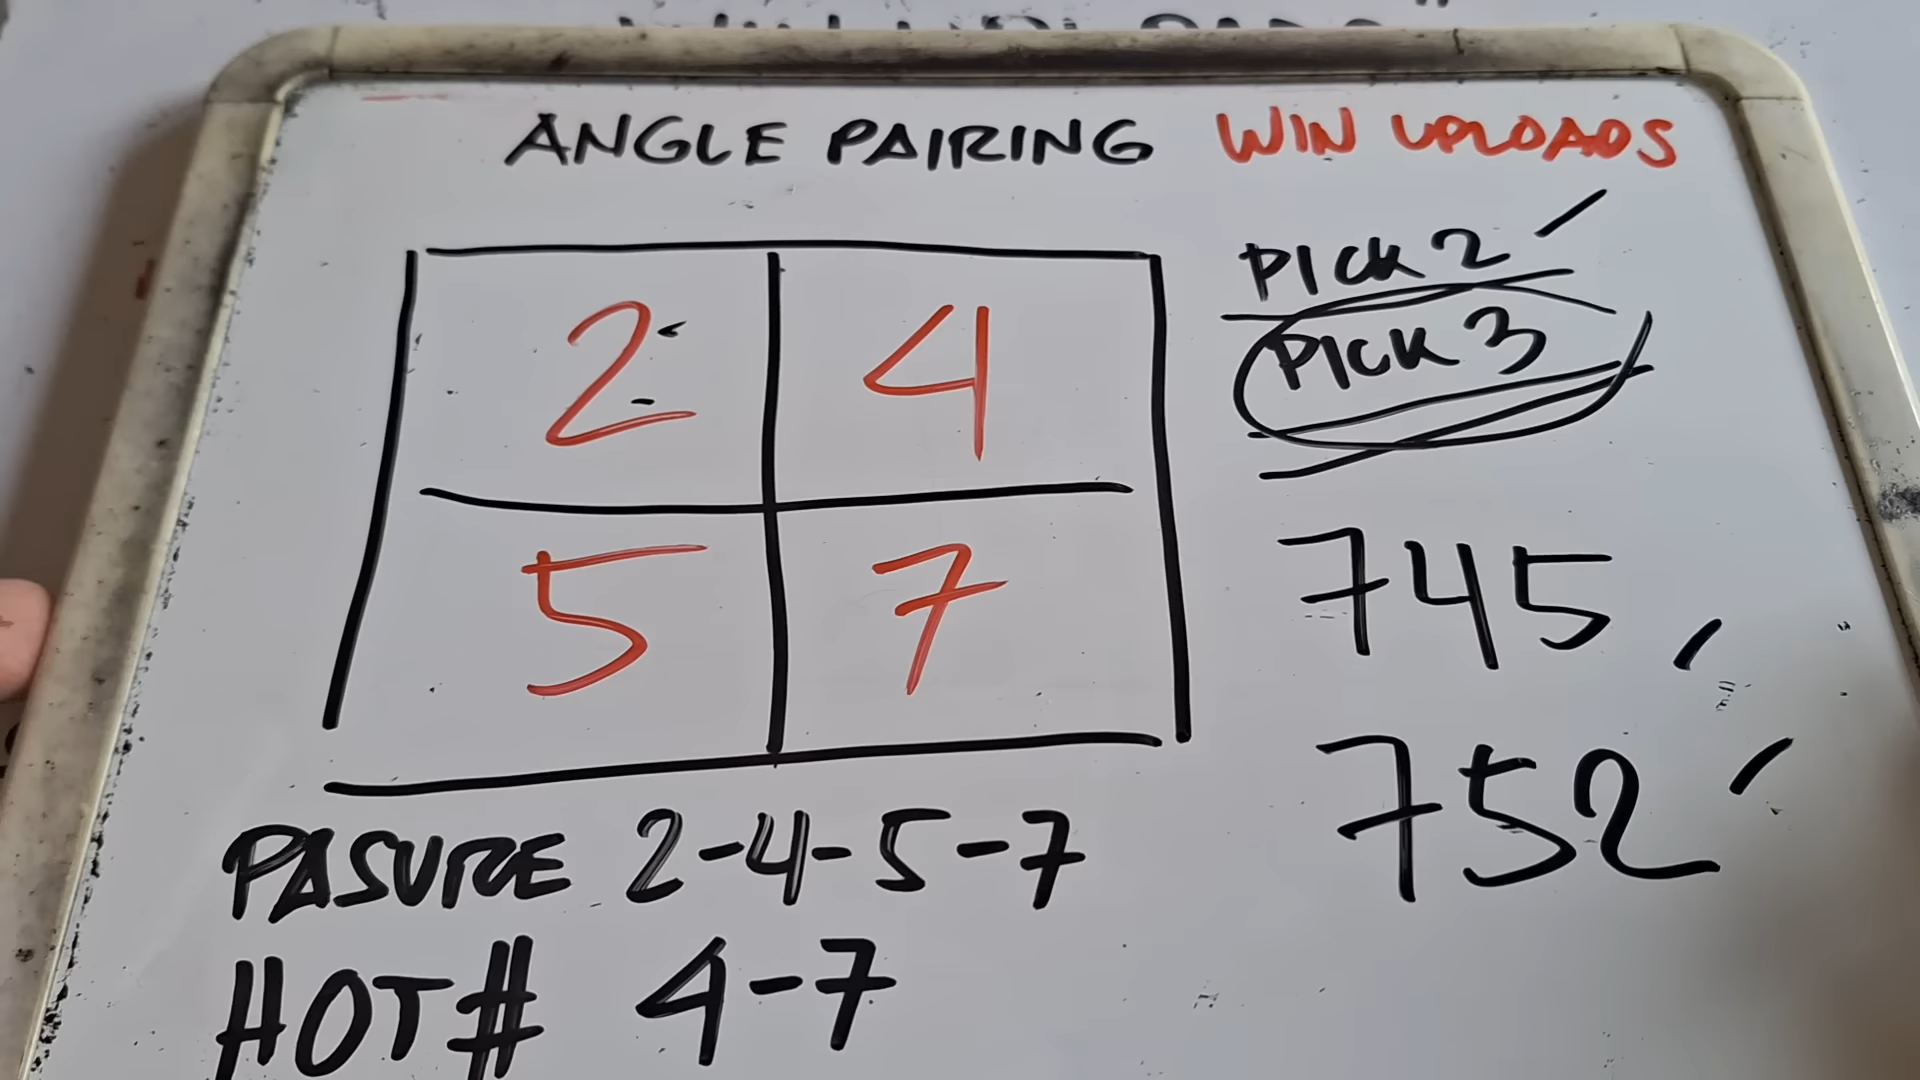 ANGLE PAIRING WIN UPLOADS
PICK 2
PICK 3
2 4
5 7
745
752
PASURE 2-4-5-7
HOT# 4-7